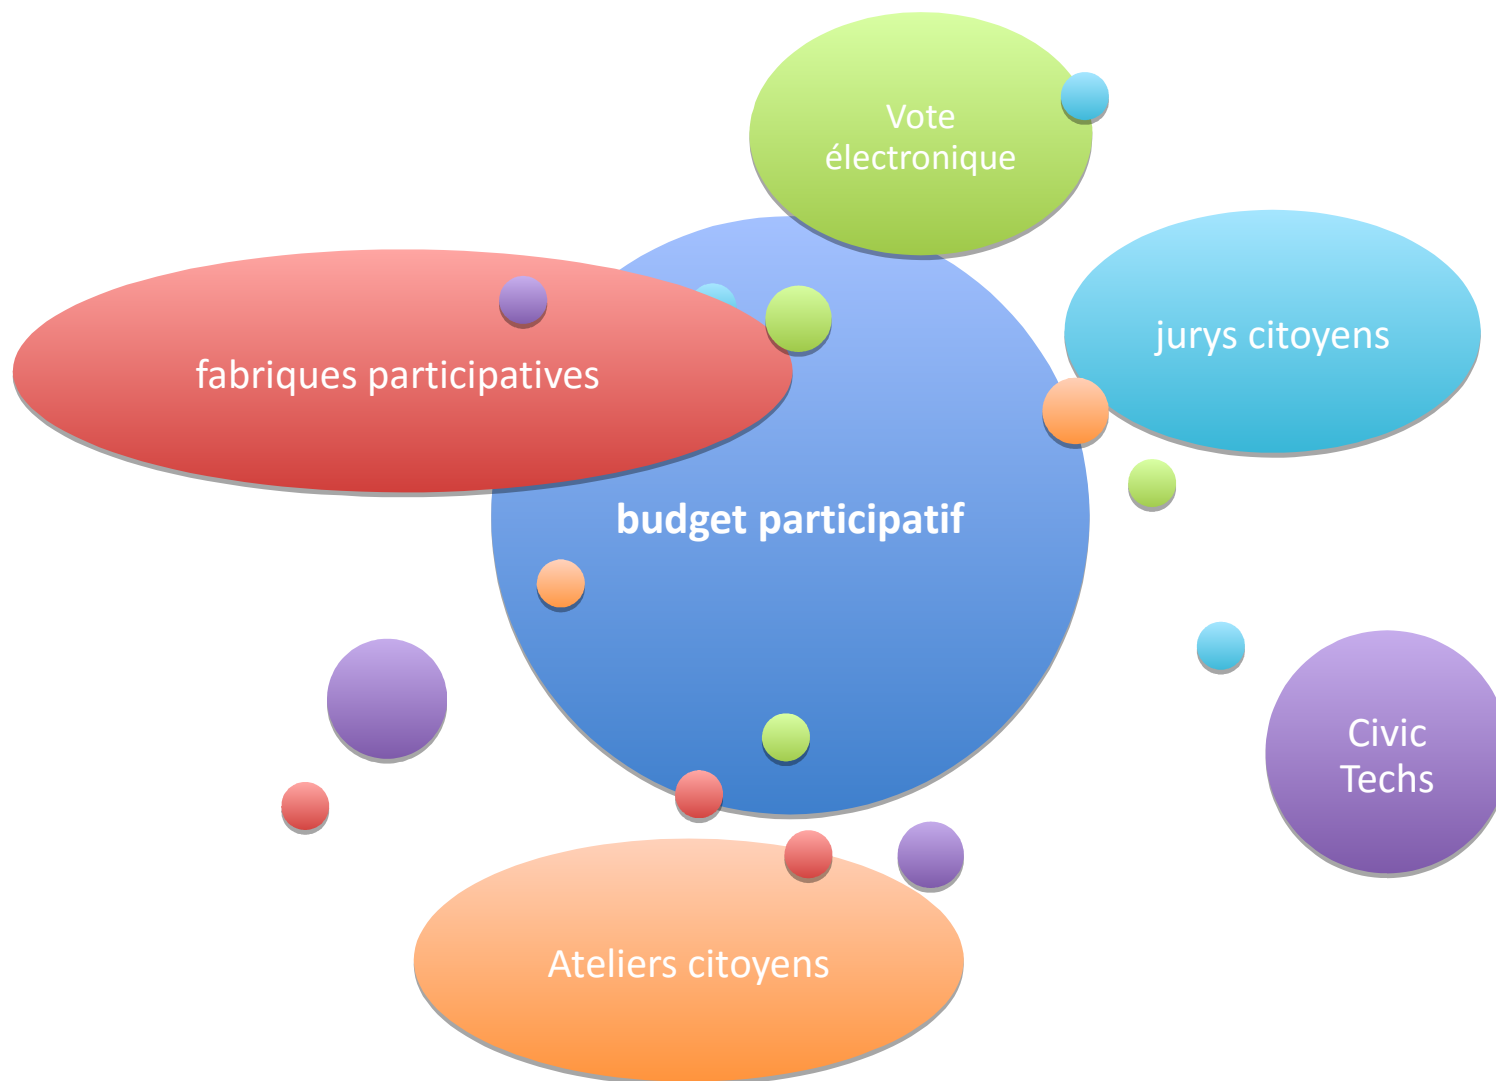 Vote
électronique
jurys citoyens
fabriques participatives
budget participatif
Civic
Techs
Ateliers citoyens